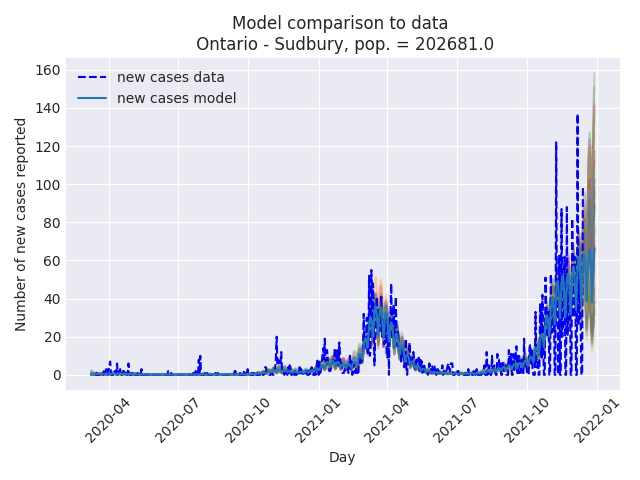 Model comparison to data
Ontario - Sudbury, pop. = 202681.0
new cases data
new cases model
Number of new cases reported
160
140
120
100
80
60
40
20
0
2020-04
2020-07
2020-10
2021-01
2021-04
2021-07
2021-10
2022-01
Day